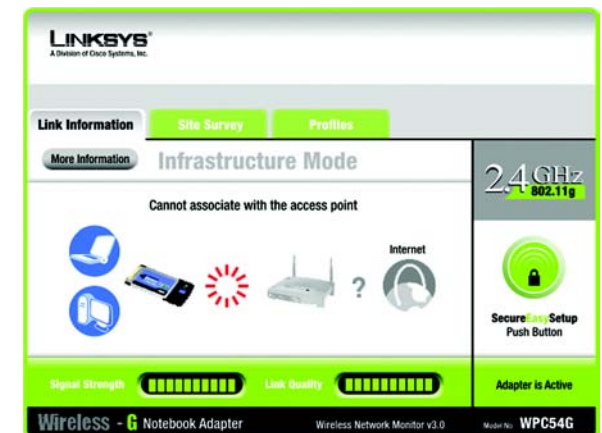 LINKSYS®
A Division of Cisco Systems, Inc.
Link Information
Site Survey
Profiles
More Information
Infrastructure Mode
2.4 GHz
802.11g
Cannot associate with the access point
Internet
?
SecureEasySetup
Push Button
Signal Strength
Link Quality
Adapter is Active
Wireless - G Notebook Adapter
Wireless Network Monitor v3.0
Model No. WPC54G